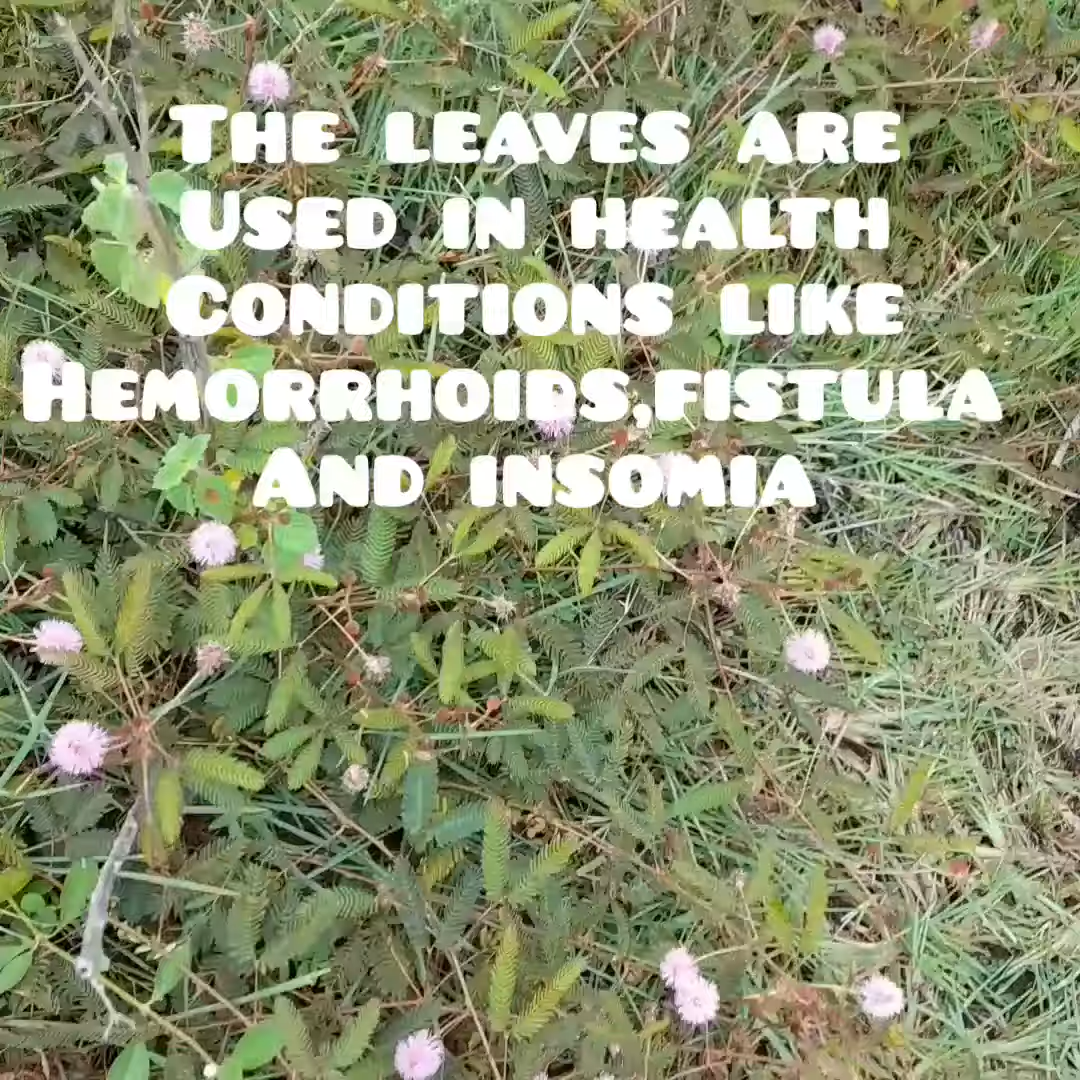 The leaves are
Used in health
Conditions like
Hemorrhoids,fistula
And insomia